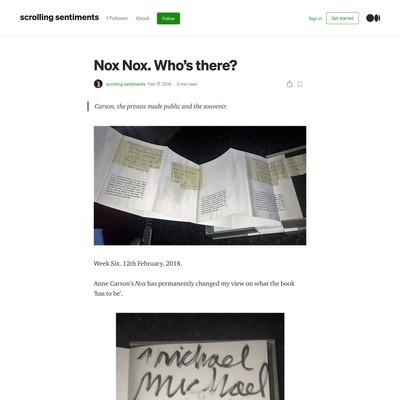 scrolling sentiments
1 Follower
About
Follow
Sign in
Get started
Nox Nox. Who's there?
scrolling sentiments Feb 17, 2018 · 3 min read
Carson, the private made public and the souvenir.
Week Six. 12th February, 2018.
Anne Carson's Nox has permanently changed my view on what the book
'has to be'.
michael
Michael